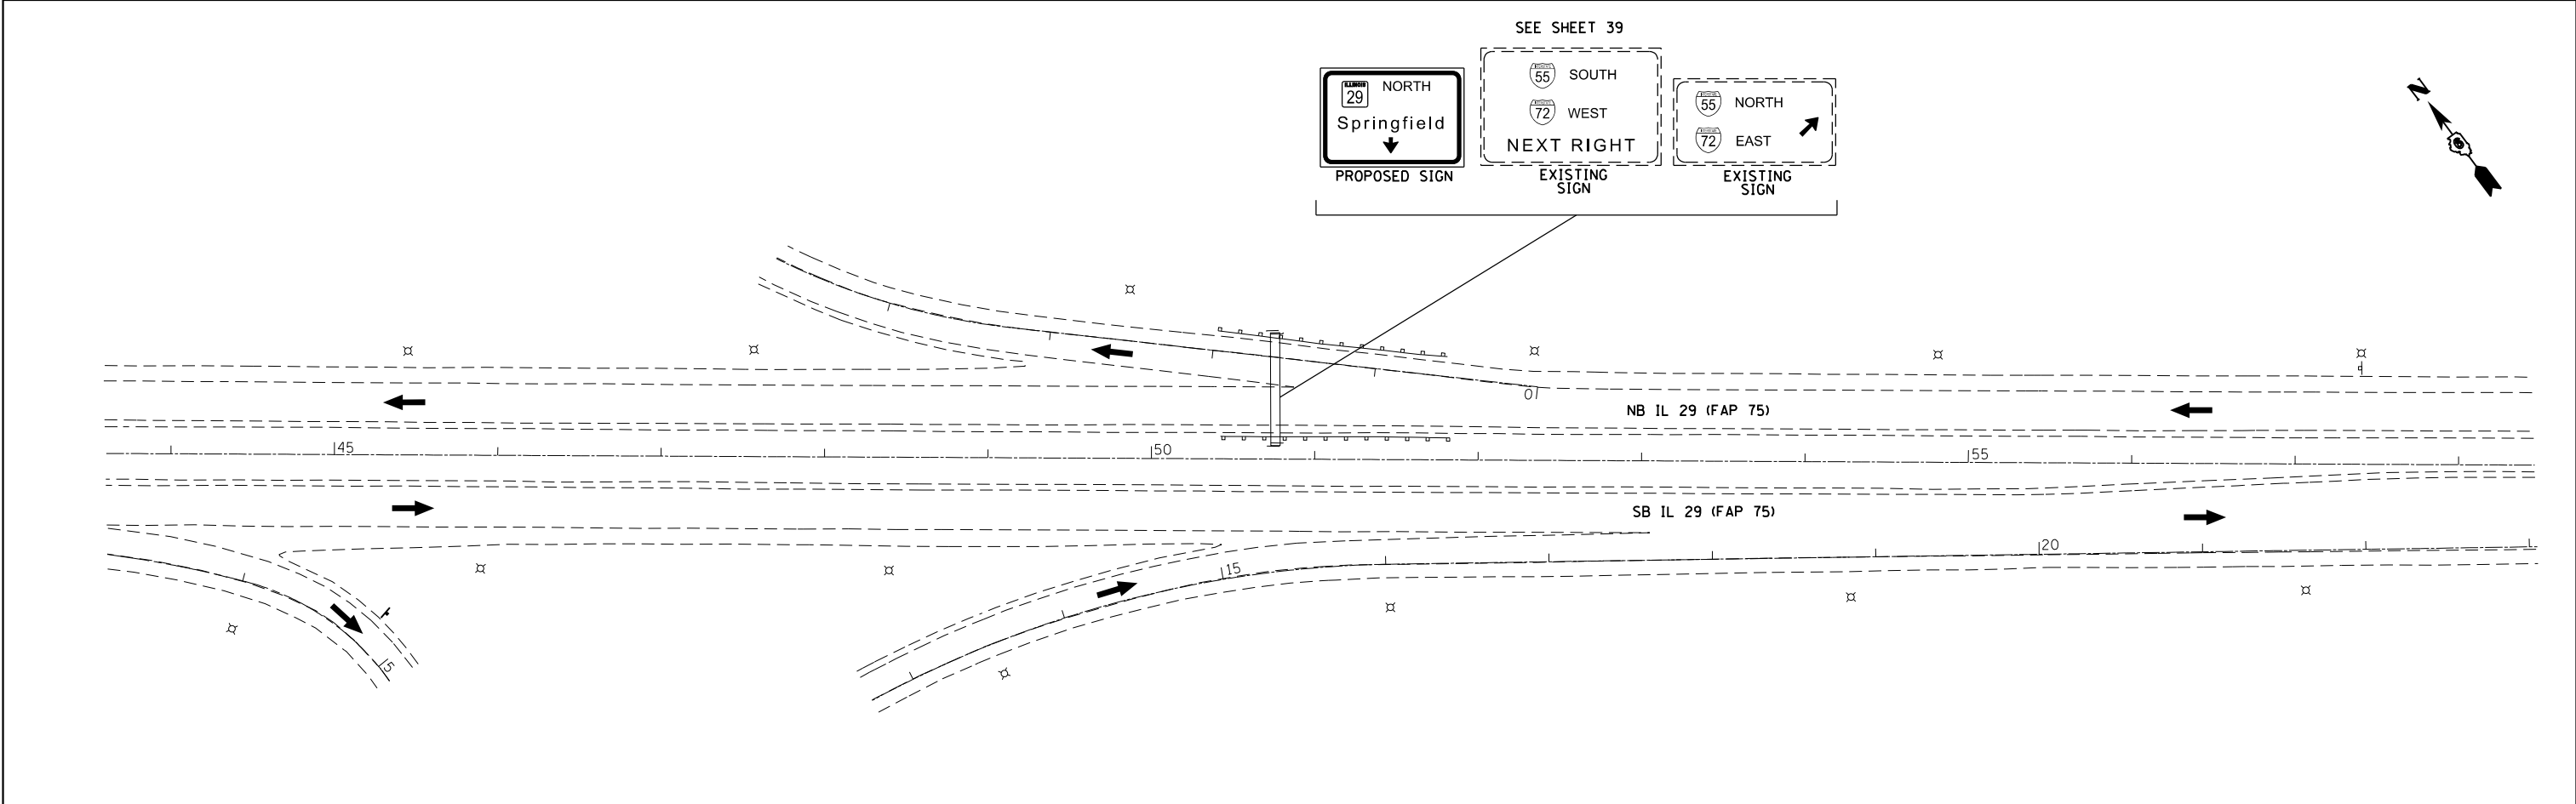 SEE SHEET 39
ILLINOIS
29
NORTH
Springfield
PROPOSED SIGN
55 SOUTH
72 WEST
NEXT RIGHT
EXISTING
SIGN
55 NORTH
72 EAST
EXISTING
SIGN
N
NB IL 29 (FAP 75)
45
50
55
SB IL 29 (FAP 75)
15
20
5